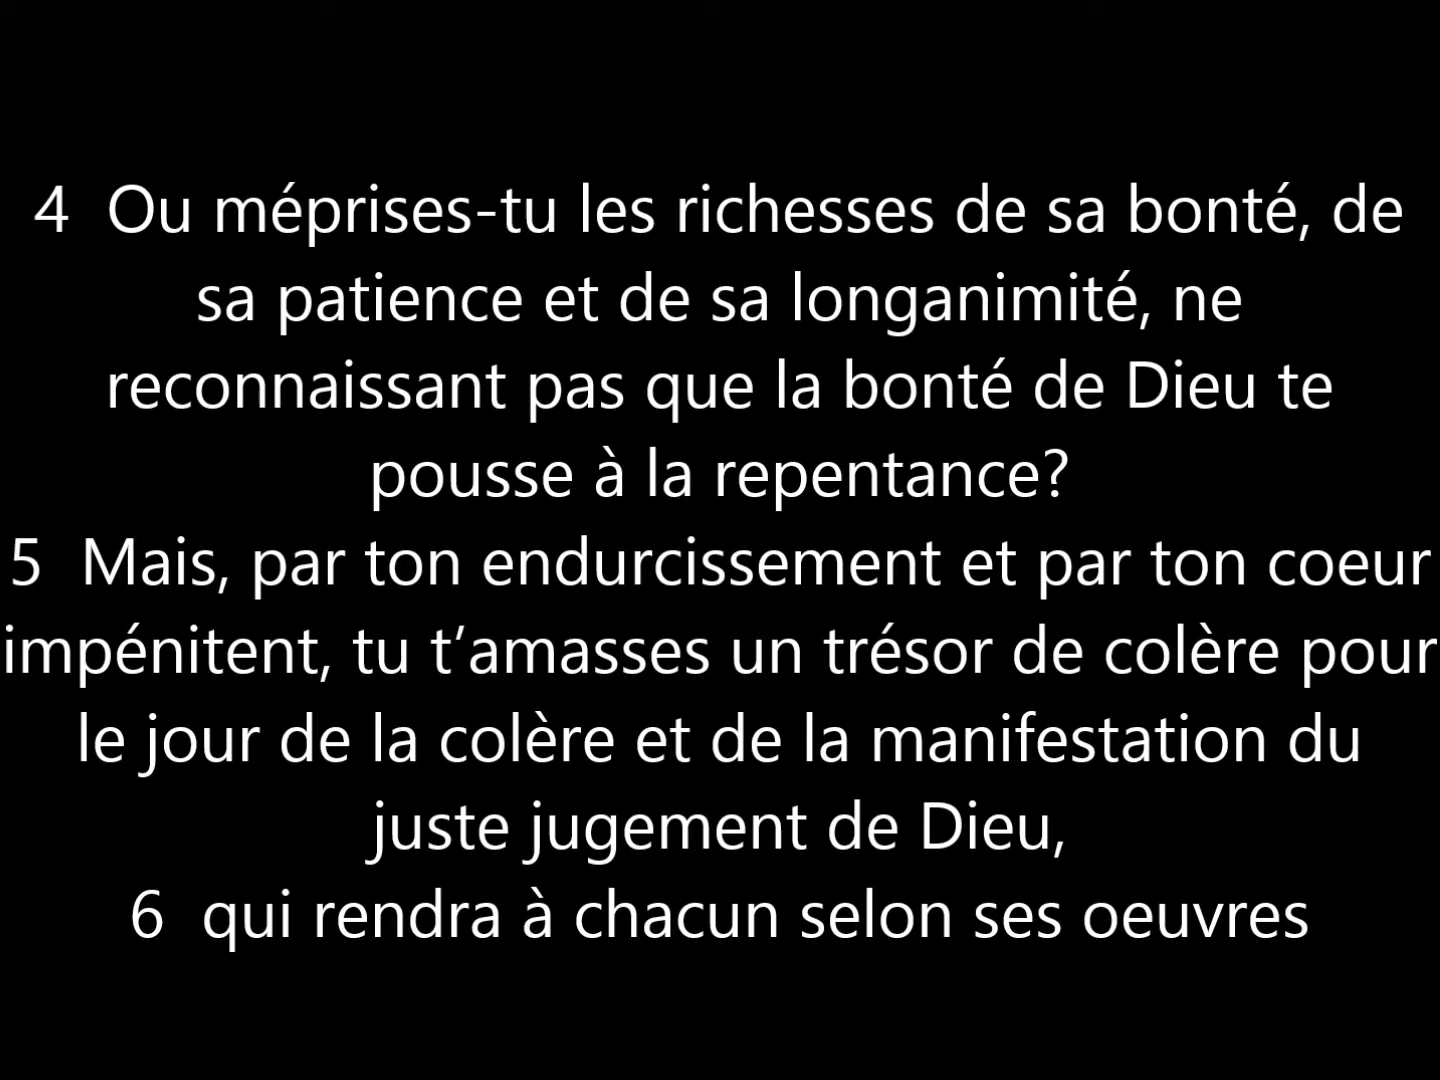 4  Ou méprises-tu les richesses de sa bonté, de
sa patience et de sa longanimité, ne
reconnaissant pas que la bonté de Dieu te
pousse à la repentance?
5  Mais, par ton endurcissement et par ton coeur
impénitent, tu t’amasses un trésor de colère pour
le jour de la colère et de la manifestation du
juste jugement de Dieu,
6  qui rendra à chacun selon ses oeuvres